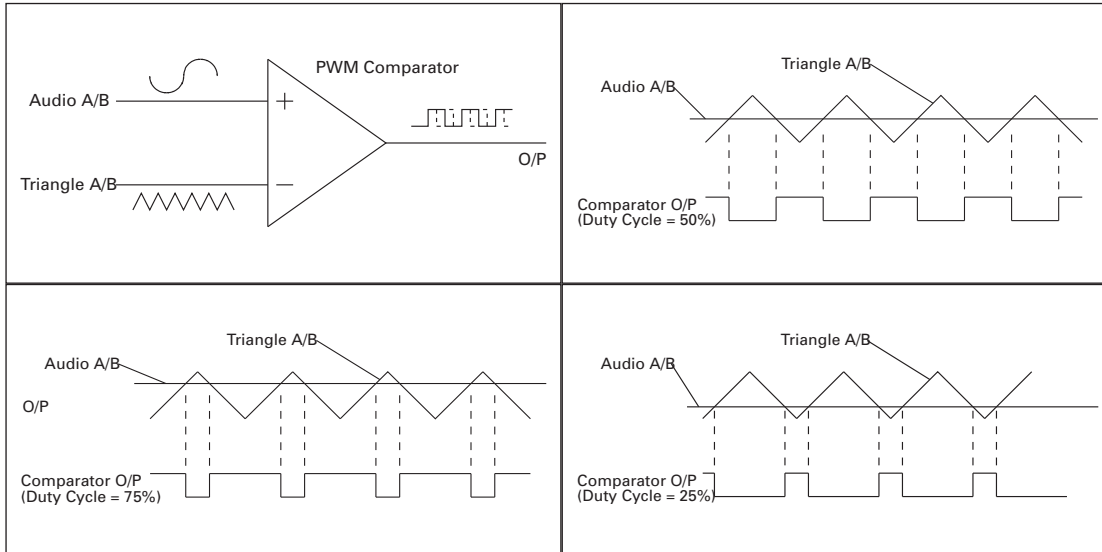 PWM Comparator
Audio A/B
+
O/P
Triangle A/B
−
Triangle A/B
Audio A/B
Comparator O/P
(Duty Cycle = 50%)
Triangle A/B
Audio A/B
O/P
Comparator O/P
(Duty Cycle = 75%)
Triangle A/B
Audio A/B
Comparator O/P
(Duty Cycle = 25%)